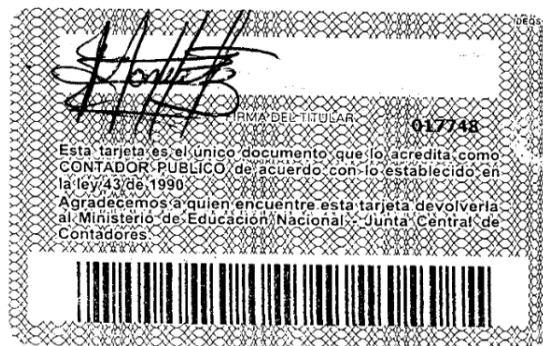 FIRMA DEL TITULAR
017748
Esta tarjeta es el único documento que lo acredita como
CONTADOR PUBLICO de acuerdo con lo establecido en
la ley 43 de 1990
Agradecemos a quien encuentre esta tarjeta devolverla
al Ministerio de Educación Nacional - Junta Central de
Contadores